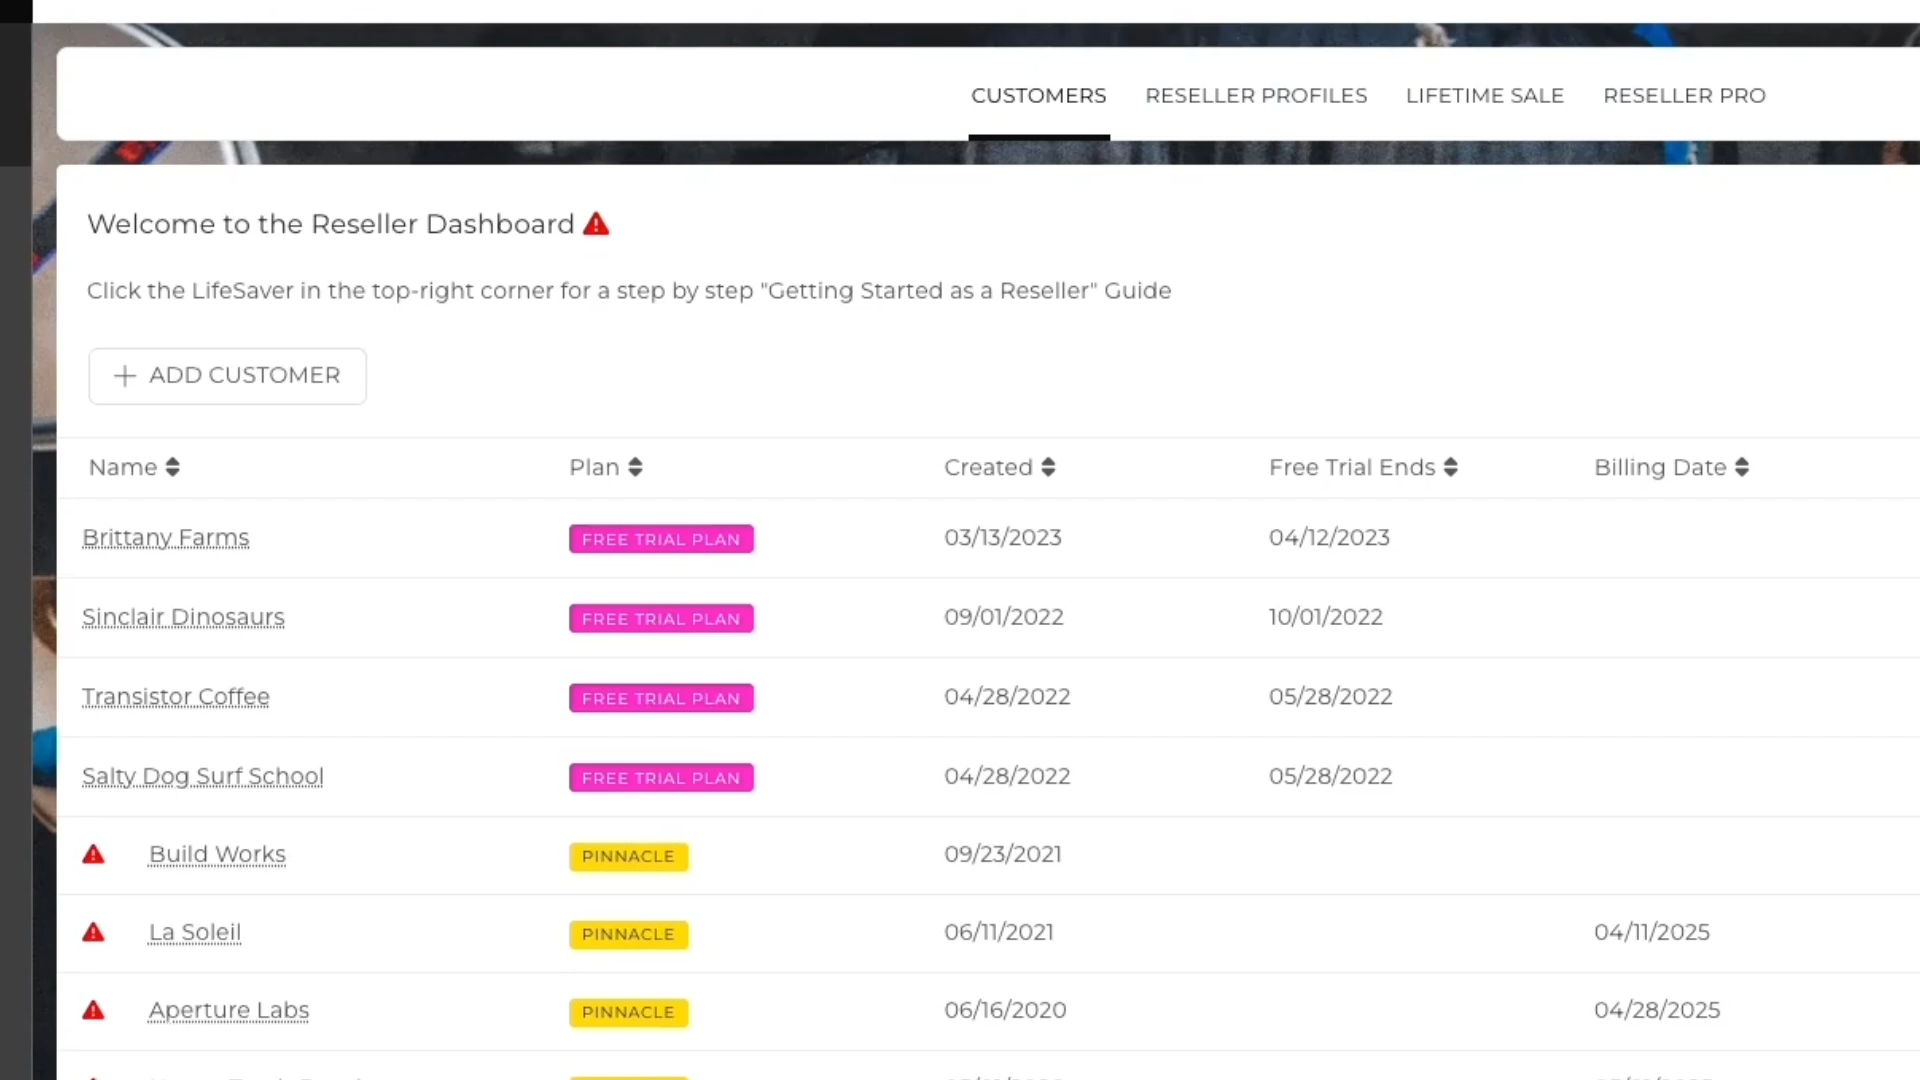 CUSTOMERS RESELLER PROFILES LIFETIME SALE RESELLER PRO
Welcome to the Reseller Dashboard
Click the LifeSaver in the top-right corner for a step by step "Getting Started as a Reseller" Guide
ADD CUSTOMER
Name Plan Created Free Trial Ends Billing Date
Brittany Farms FREE TRIAL PLAN 03/13/2023 04/12/2023
Sinclair Dinosaurs FREE TRIAL PLAN 09/01/2022 10/01/2022
Transistor Coffee FREE TRIAL PLAN 04/28/2022 05/28/2022
Salty Dog Surf School FREE TRIAL PLAN 04/28/2022 05/28/2022
Build Works PINNACLE 09/23/2021
La Soleil PINNACLE 06/11/2021 04/11/2025
Aperture Labs PINNACLE 06/16/2020 04/28/2025